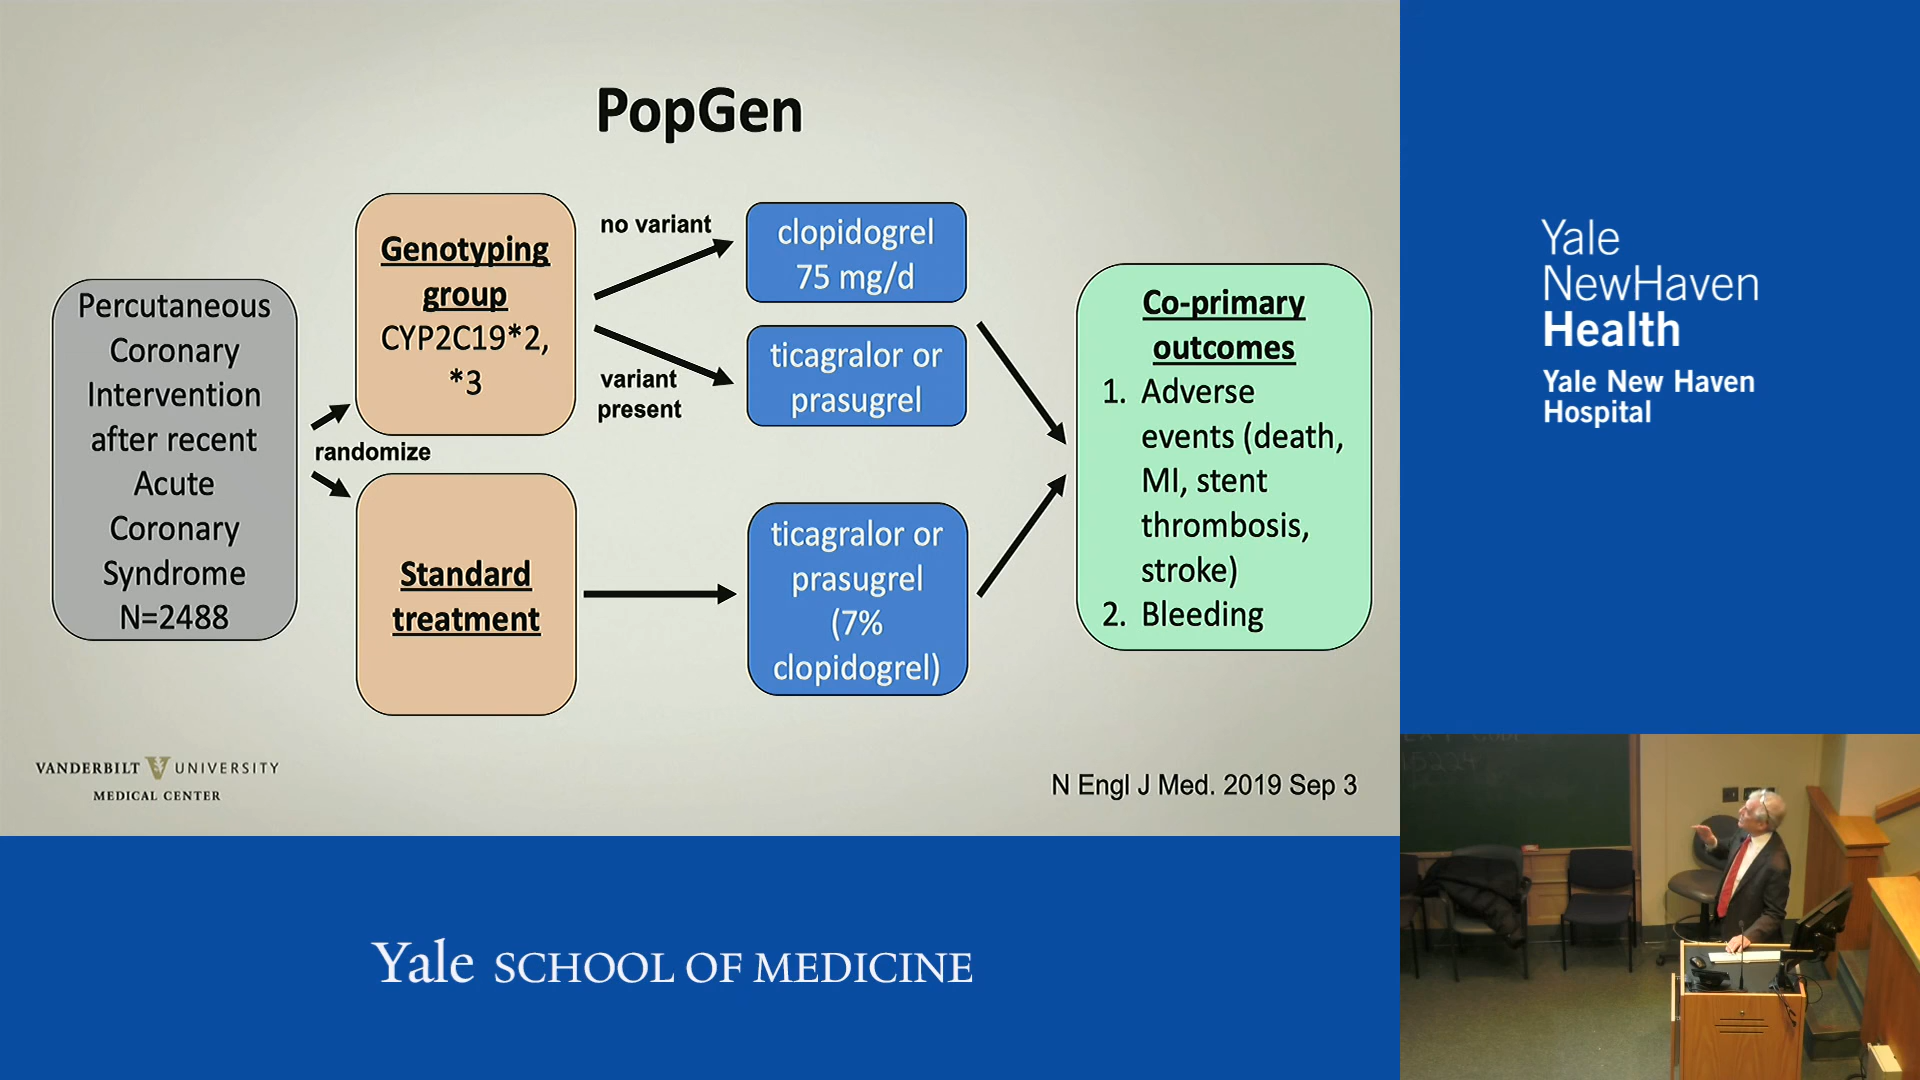 PopGen
Percutaneous
Coronary
Intervention
after recent
Acute
Coronary
Syndrome
N=2488
randomize
Genotyping
group
CYP2C19*2,
*3
Standard
treatment
no variant
variant
present
clopidogrel
75 mg/d
ticagralor or
prasugrel
ticagralor or
prasugrel
(7%
clopidogrel)
Co-primary
outcomes
1. Adverse
events (death,
MI, stent
thrombosis,
stroke)
2. Bleeding
VANDERBILT V UNIVERSITY
MEDICAL CENTER
N Engl J Med. 2019 Sep 3
Yale
NewHaven
Health
Yale New Haven
Hospital
Yale SCHOOL OF MEDICINE